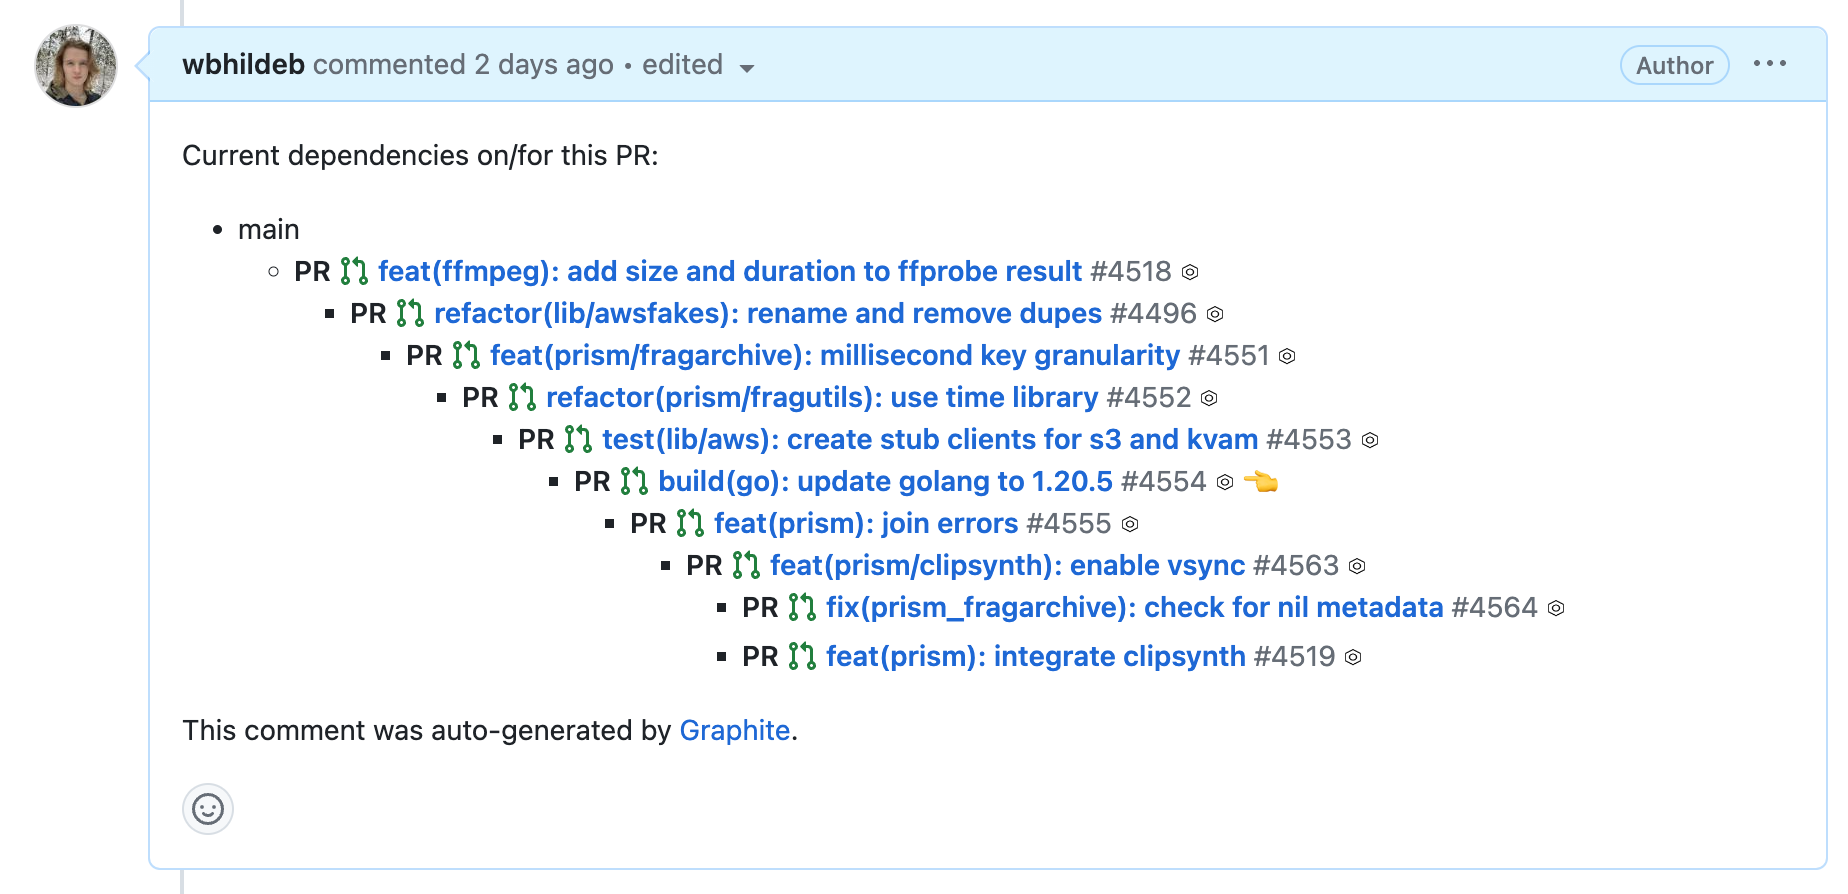 wbhildeb commented 2 days ago • edited
Author
Current dependencies on/for this PR:
• main
PR feat(ffmpeg): add size and duration to ffprobe result #4518
PR refactor(lib/awsfakes): rename and remove dupes #4496
PR feat(prism/fragarchive): millisecond key granularity #4551
PR refactor(prism/fragutils): use time library #4552
PR test(lib/aws): create stub clients for s3 and kvam #4553
PR build(go): update golang to 1.20.5 #4554 👈
PR feat(prism): join errors #4555
PR feat(prism/clipsynth): enable vsync #4563
PR fix(prism_fragarchive): check for nil metadata #4564
PR feat(prism): integrate clipsynth #4519
This comment was auto-generated by Graphite.